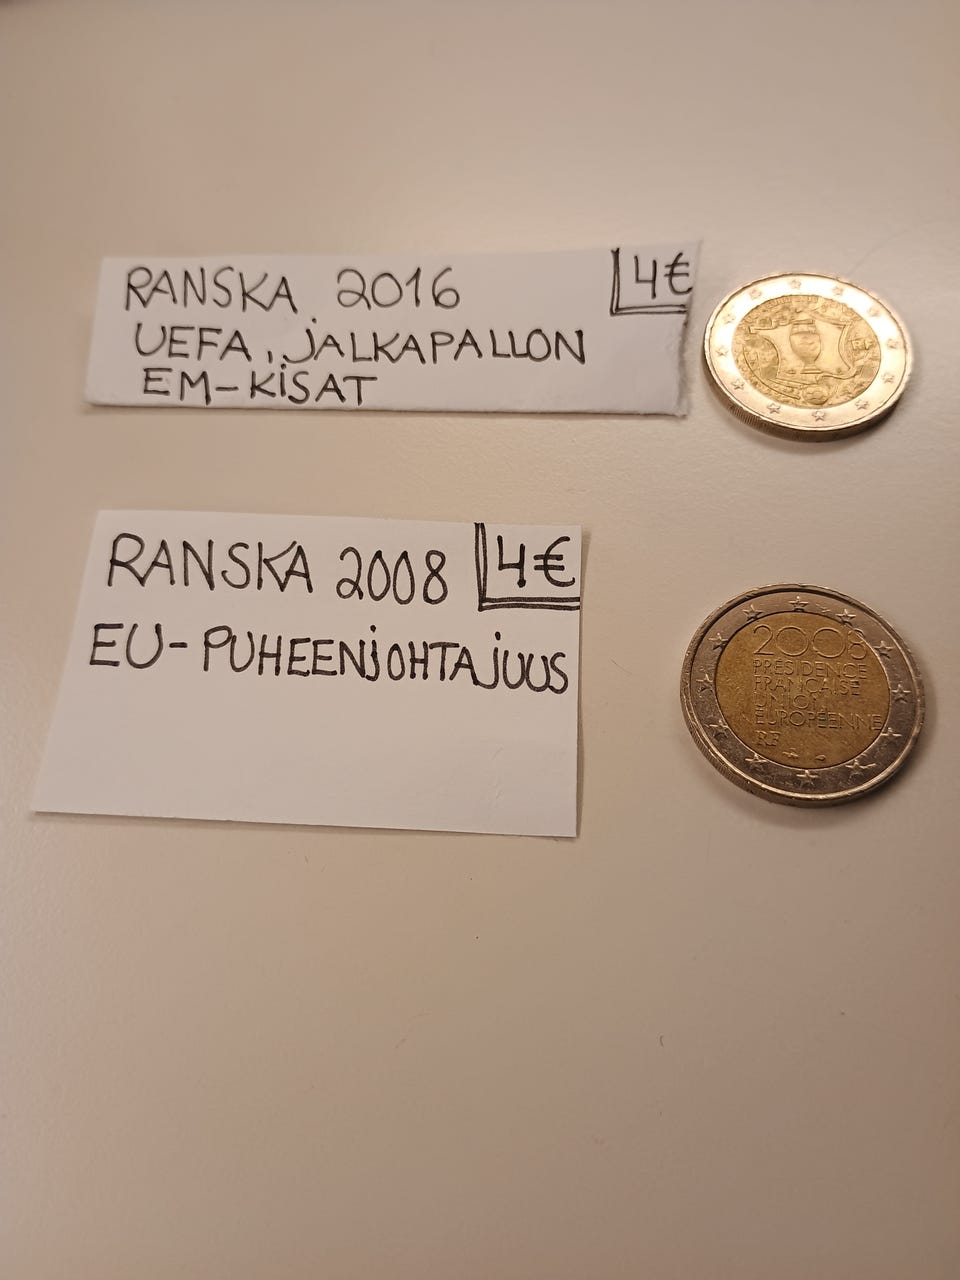 RANSKA 2016
4€
UEFA, JALKAPALLON
EM-KISAT
RANSKA 2008
4€
EU-PUHEENJOHTAJUUS
2008
PRÉSIDENCE
FRANÇAISE
UNION
EUROPÉENNE
RF